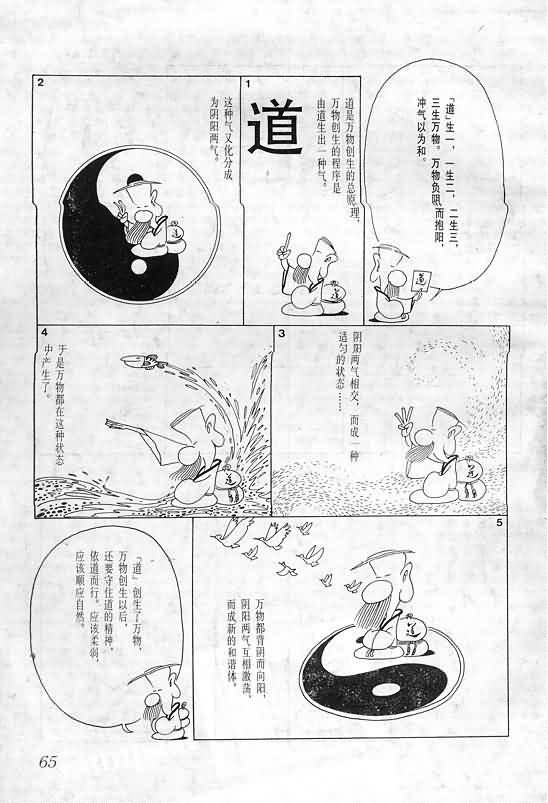 「道」生一，一生二，二生三，
三生万物。万物负阴而抱阳，
冲气以为和。
道
1
道
道是万物创生的总原理，
万物创生的程序是
由道生出一种气。
道
2
这种气又化分成
为阴阳两气。
道
3
阴阳两气相交，而成一种
适匀的状态……
道
4
于是万物都在这种状态
中产生了。
道
5
万物都背阴而向阳，
阴阳两气互相激荡，
而成新的和谐体。
道
「道」创生了万物，
万物创生以后，
还要守住道的精神，
依道而行。应该柔弱，
应该顺应自然。
65